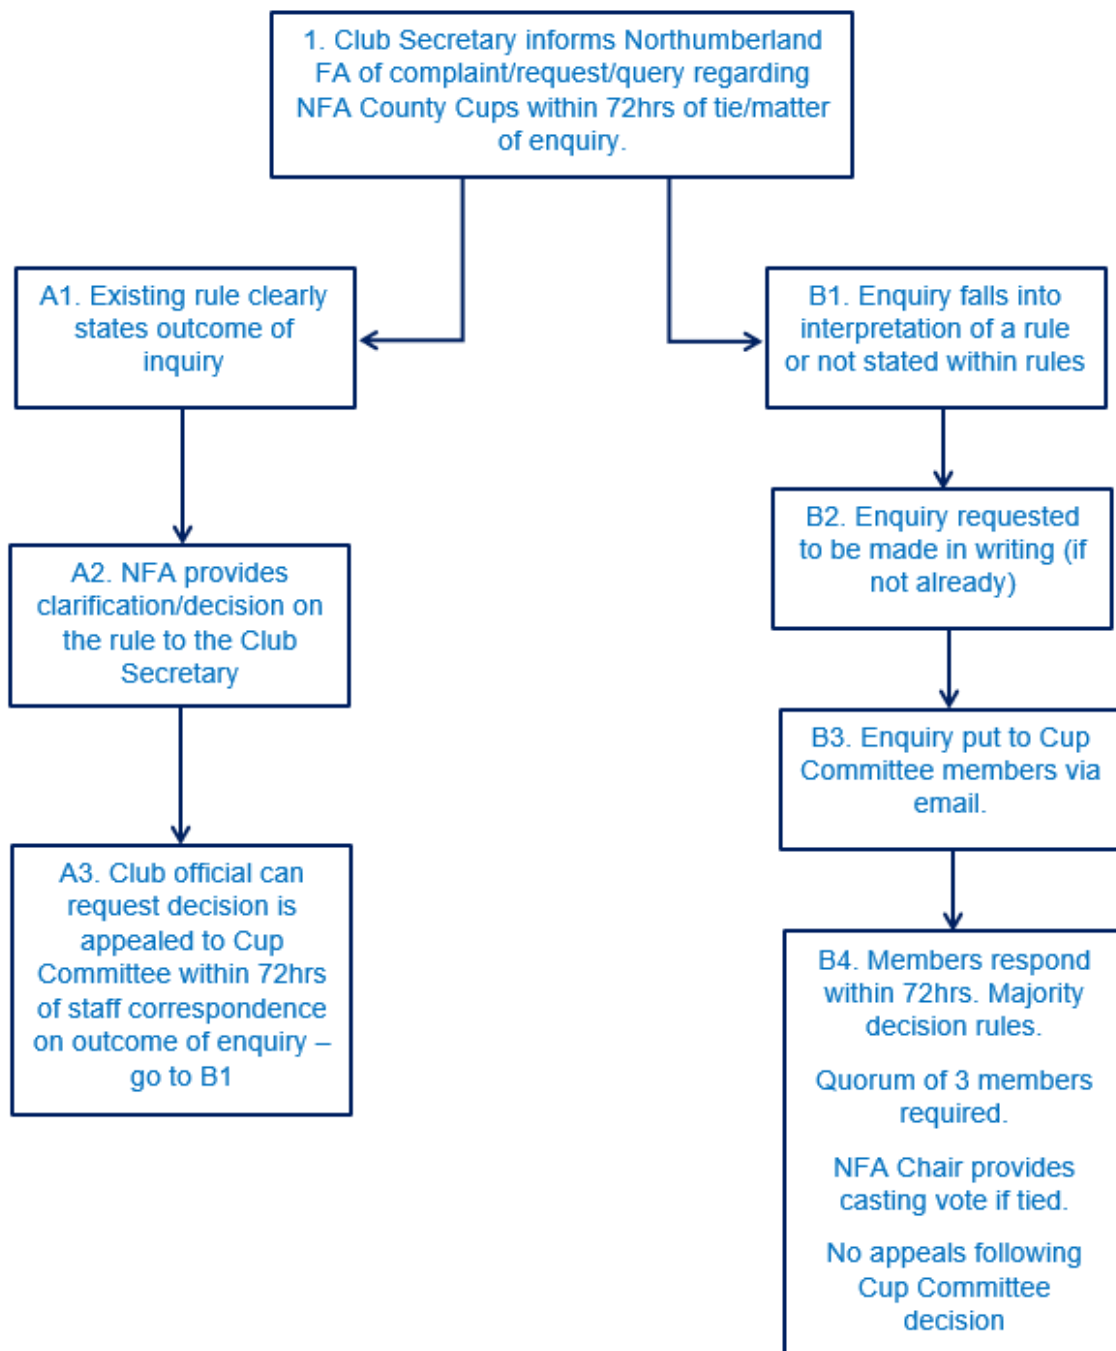 1. Club Secretary informs Northumberland
FA of complaint/request/query regarding
NFA County Cups within 72hrs of tie/matter
of enquiry.
A1. Existing rule clearly
states outcome of
inquiry
A2. NFA provides
clarification/decision on
the rule to the Club
Secretary
A3. Club official can
request decision is
appealed to Cup
Committee within 72hrs
of staff correspondence
on outcome of enquiry –
go to B1
B1. Enquiry falls into
interpretation of a rule
or not stated within rules
B2. Enquiry requested
to be made in writing (if
not already)
B3. Enquiry put to Cup
Committee members via
email.
B4. Members respond
within 72hrs. Majority
decision rules.
Quorum of 3 members
required.
NFA Chair provides
casting vote if tied.
No appeals following
Cup Committee
decision